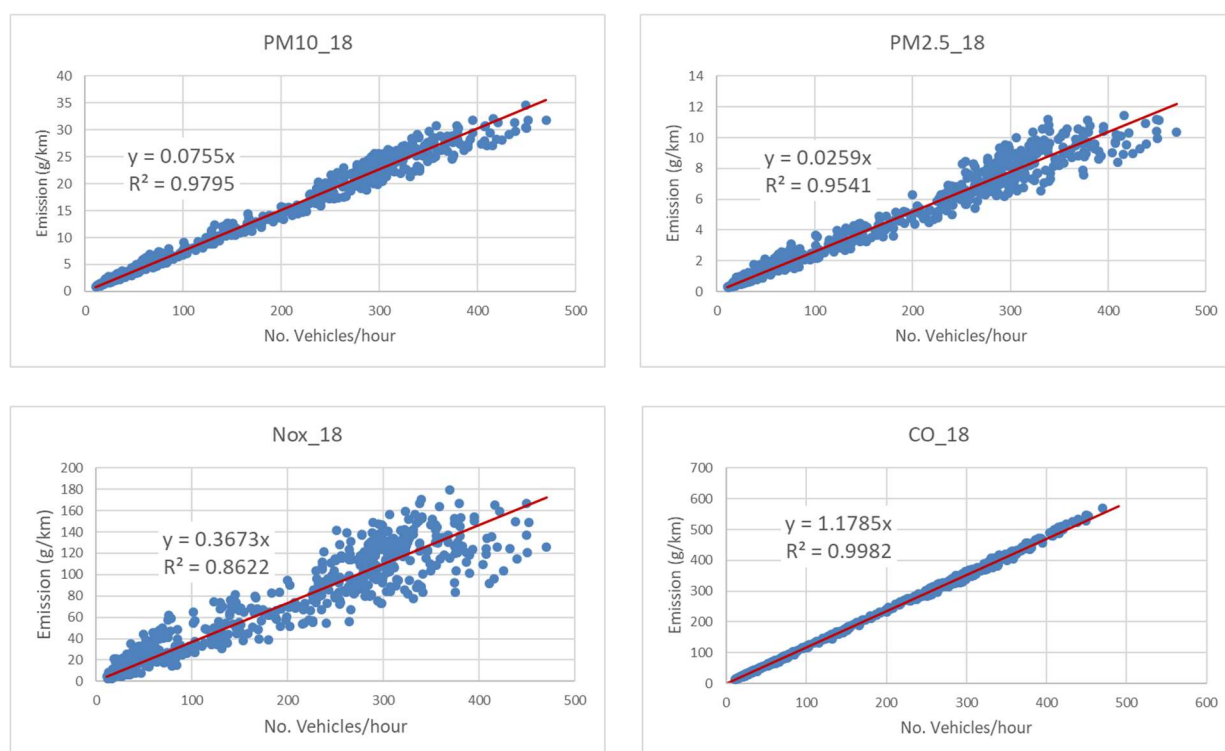 PM10_18
40
35
30
25
20
15
10
5
0
Emission (g/km)
y = 0.0755x
R² = 0.9795
0 100 200 300 400 500
No. Vehicles/hour
PM2.5_18
14
12
10
8
6
4
2
0
Emission (g/km)
y = 0.0259x
R² = 0.9541
0 100 200 300 400 500
No. Vehicles/hour
Nox_18
200
180
160
140
120
100
80
60
40
20
0
Emission (g/km)
y = 0.3673x
R² = 0.8622
0 100 200 300 400 500
No. Vehicles/hour
CO_18
700
600
500
400
300
200
100
0
Emission (g/km)
y = 1.1785x
R² = 0.9982
0 100 200 300 400 500 600
No. Vehicles/hour